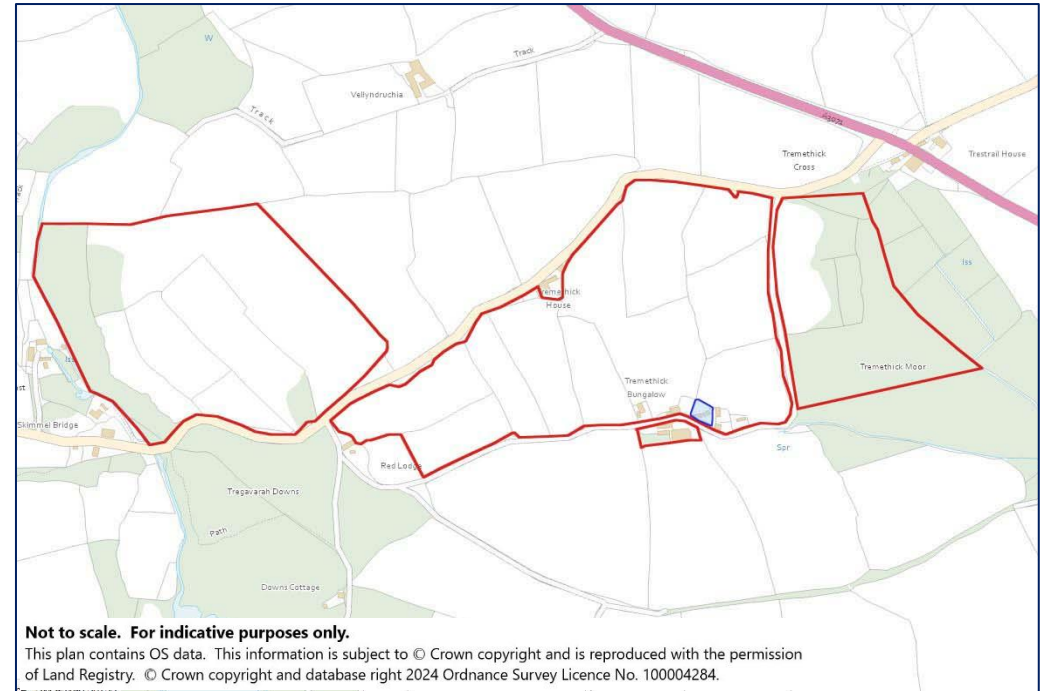 W
Track
Vellyndruchia
Track
A3071
Tremethick
Cross
Trestrail House
Iss
Tremethick
House
Tremethick Moor
Tremethick
Bungalow
Iss
Skimmel Bridge
Spr
Red Lodge
Tregavarah Downs
Path
Downs Cottage
Not to scale. For indicative purposes only.
This plan contains OS data. This information is subject to © Crown copyright and is reproduced with the permission
of Land Registry. © Crown copyright and database right 2024 Ordnance Survey Licence No. 100004284.